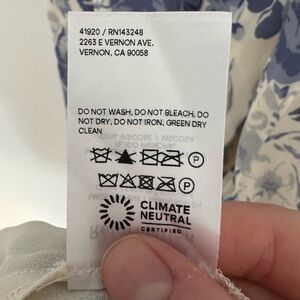 41920 / RN143248
2263 E VERNON AVE.
VERNON, CA 90058
DO NOT WASH, DO NOT BLEACH, DO
NOT DRY, DO NOT IRON, GREEN DRY
CLEAN
P
P
CLIMATE
NEUTRAL
CERTIFIED